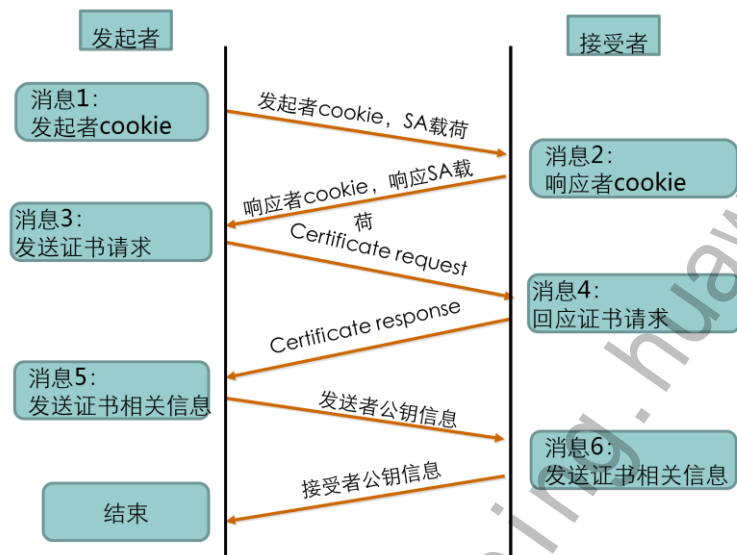 发起者
接受者
消息1：
发起者cookie
发起者cookie，SA载荷
消息2：
响应者cookie
响应者cookie，响应SA载
荷
消息3：
发送证书请求
Certificate request
消息4：
回应证书请求
Certificate response
消息5：
发送证书相关信息
发送者公钥信息
消息6：
发送证书相关信息
接受者公钥信息
结束